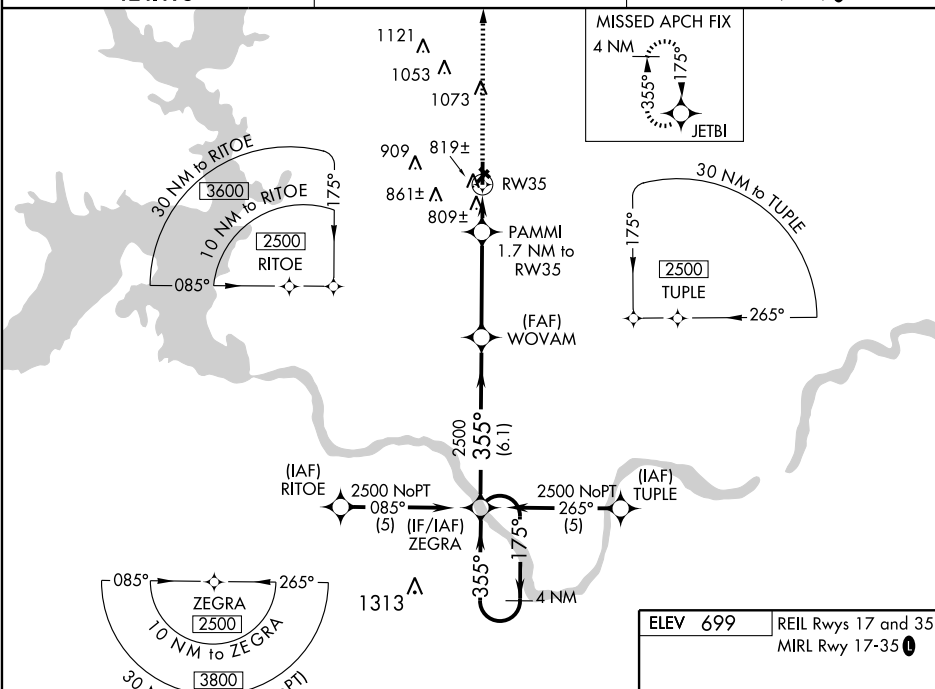 MISSED APCH FIX
4 NM
355°
175°
JETBI
1121
1053
1073
909
819±
861±
809±
RW35
PAMMI
1.7 NM to
RW35
30 NM to RITOE
3600
10 NM to RITOE
2500
RITOE
175°
085°
30 NM to TUPLE
175°
2500
TUPLE
265°
(FAF)
WOVAM
2500
355°
(6.1)
(IAF)
RITOE
2500 NoPT
085°
(5)
(IF/IAF)
ZEGRA
2500 NoPT
265°
(5)
(IAF)
TUPLE
355°
175°
4 NM
1313
085°
265°
ZEGRA
2500
10 NM to ZEGRA
3800
ELEV 699
REIL Rwys 17 and 35
MIRL Rwy 17-35 L